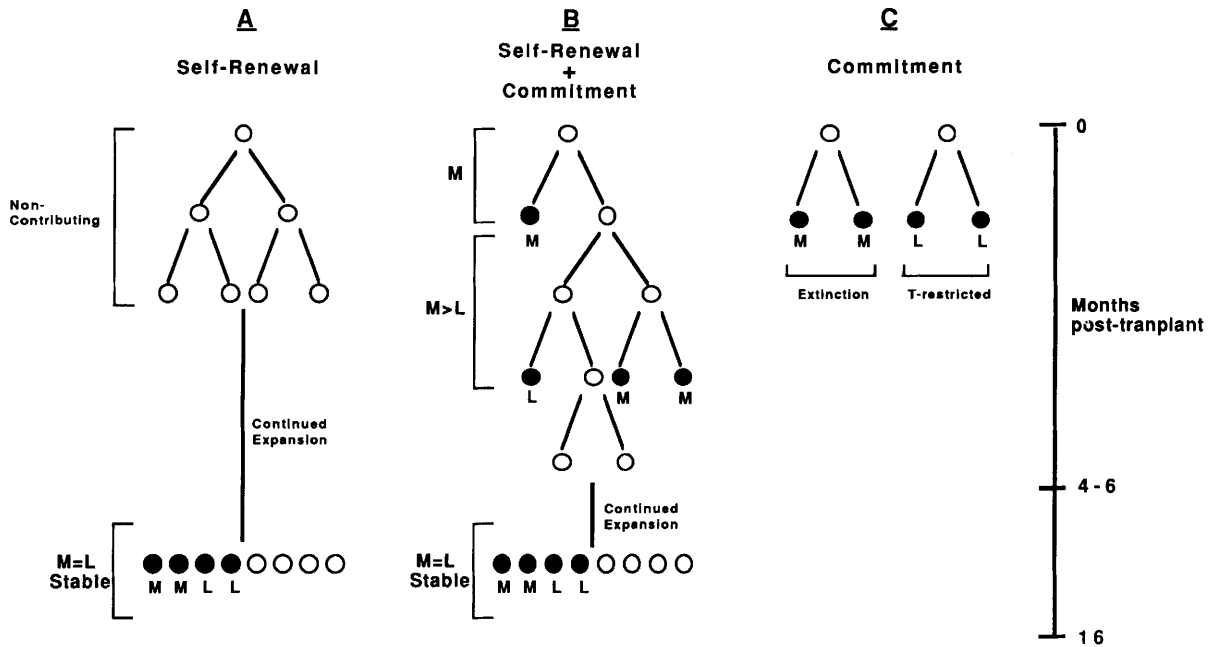 A
Self-Renewal
Non-
Contributing
Continued
Expansion
M=L
Stable
M M L L
B
Self-Renewal
+
Commitment
M
M
M>L
L M M
Continued
Expansion
M=L
Stable
M M L L
C
Commitment
M M L L
Extinction T-restricted
0
Months
post-tranplant
4-6
16